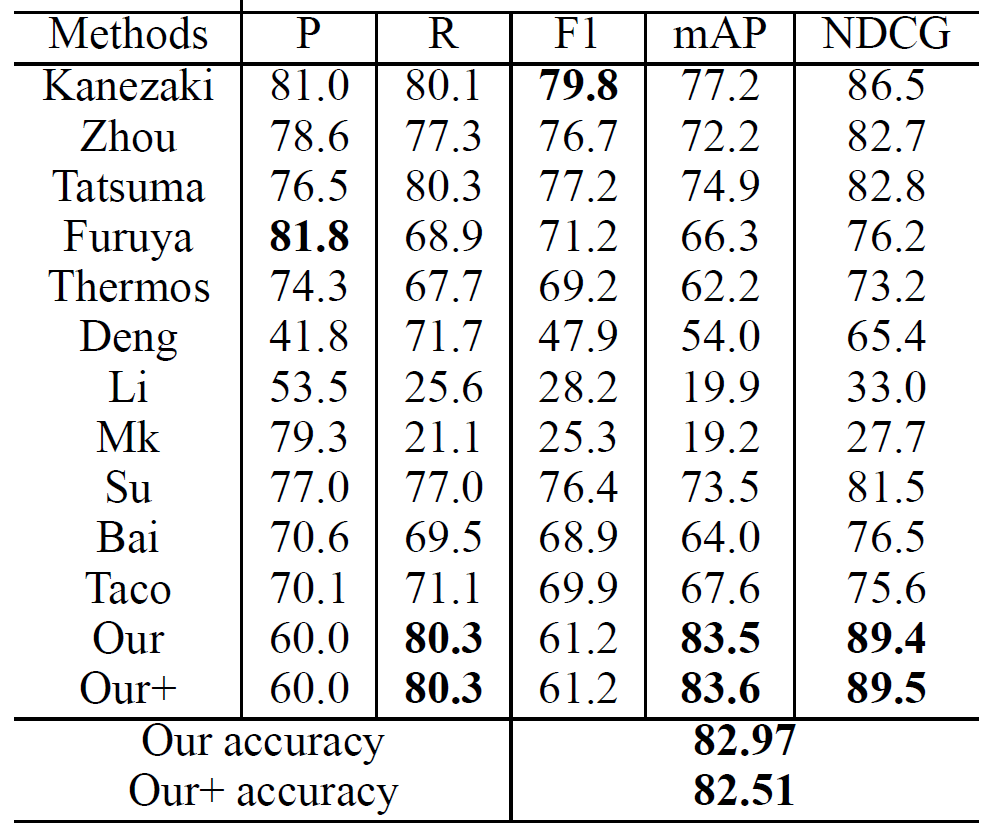 Methods P R F1 mAP NDCG
Kanezaki 81.0 80.1 79.8 77.2 86.5
Zhou 78.6 77.3 76.7 72.2 82.7
Tatsuma 76.5 80.3 77.2 74.9 82.8
Furuya 81.8 68.9 71.2 66.3 76.2
Thermos 74.3 67.7 69.2 62.2 73.2
Deng 41.8 71.7 47.9 54.0 65.4
Li 53.5 25.6 28.2 19.9 33.0
Mk 79.3 21.1 25.3 19.2 27.7
Su 77.0 77.0 76.4 73.5 81.5
Bai 70.6 69.5 68.9 64.0 76.5
Taco 70.1 71.1 69.9 67.6 75.6
Our 60.0 80.3 61.2 83.5 89.4
Our+ 60.0 80.3 61.2 83.6 89.5
Our accuracy 82.97
Our+ accuracy 82.51